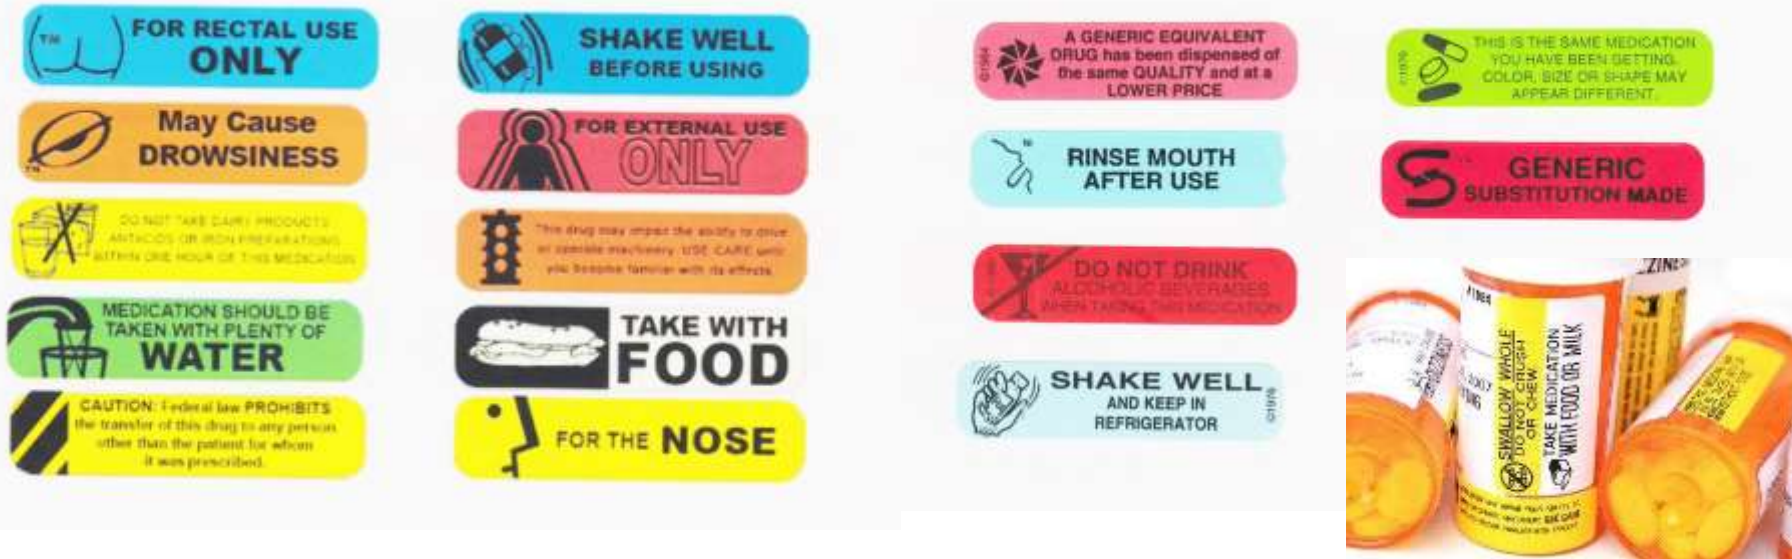 TM
FOR RECTAL USE
ONLY
May Cause
DROWSINESS
TM
DO NOT TAKE DAIRY PRODUCTS
ANTACIDS OR IRON PREPARATIONS
WITHIN ONE HOUR OF THIS MEDICATION
MEDICATION SHOULD BE
TAKEN WITH PLENTY OF
WATER
CAUTION: Federal law PROHIBITS
the transfer of this drug to any person
other than the patient for whom
it was prescribed.
SHAKE WELL
BEFORE USING
FOR EXTERNAL USE
ONLY
This drug may impair the ability to drive
or operate machinery. USE CARE until
you become familiar with its effects.
TAKE WITH
FOOD
FOR THE NOSE
A GENERIC EQUIVALENT
DRUG has been dispensed of
the same QUALITY and at a
LOWER PRICE
RINSE MOUTH
AFTER USE
DO NOT DRINK
ALCOHOLIC BEVERAGES
WHEN TAKING THIS MEDICATION
SHAKE WELL
AND KEEP IN
REFRIGERATOR
©1976
THIS IS THE SAME MEDICATION
YOU HAVE BEEN GETTING.
COLOR, SIZE OR SHAPE MAY
APPEAR DIFFERENT.
GENERIC
SUBSTITUTION MADE
SWALLOW WHOLE
DO NOT CRUSH
OR CHEW
TAKE MEDICATION
WITH FOOD OR MILK
2007